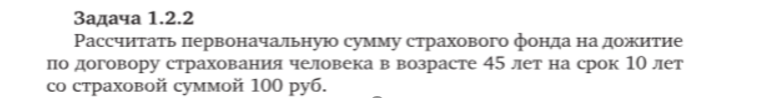 Задача 1.2.2
Рассчитать первоначальную сумму страхового фонда на дожитие
по договору страхования человека в возрасте 45 лет на срок 10 лет
со страховой суммой 100 руб.